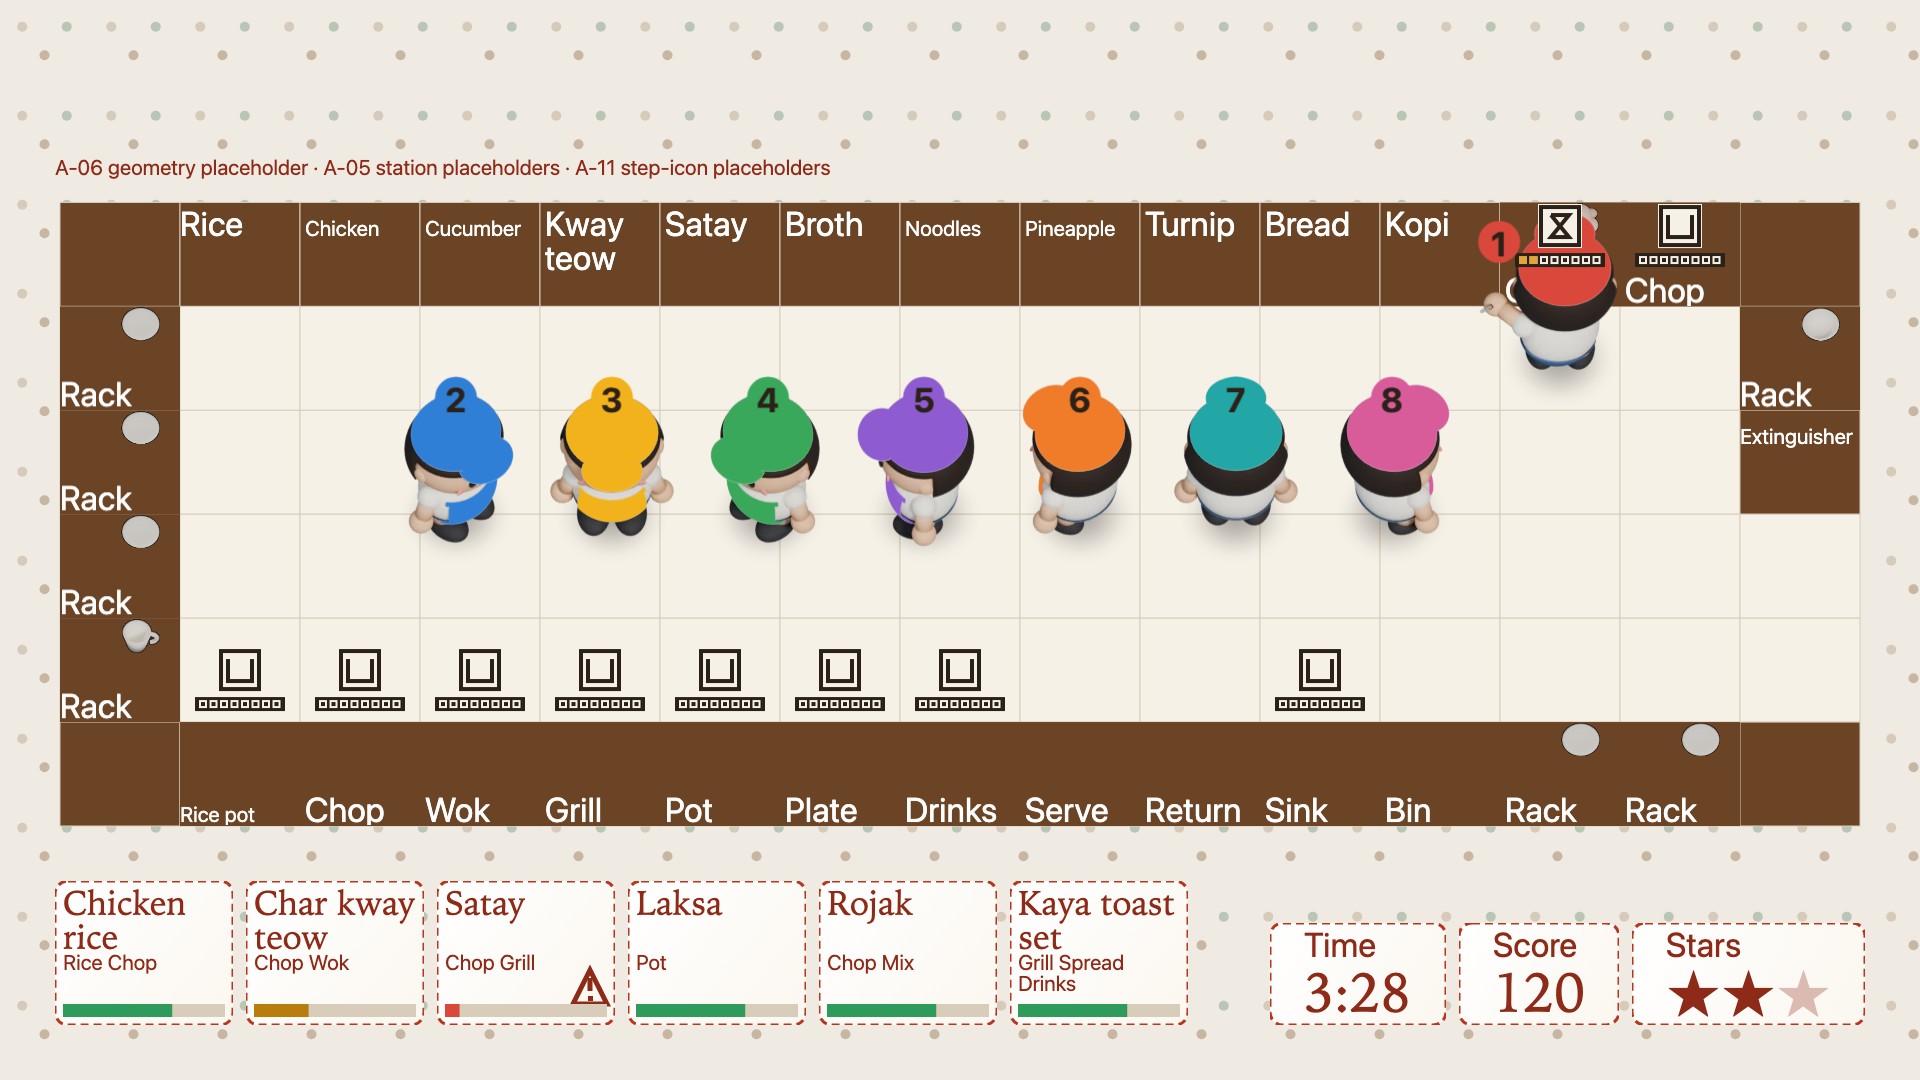 A-06 geometry placeholder · A-05 station placeholders · A-11 step-icon placeholders
Rice
Chicken
Cucumber
Kway
teow
Satay
Broth
Noodles
Pineapple
Turnip
Bread
Kopi
1
Chop
Rack
Rack
2
3
4
5
6
7
8
Extinguisher
Rack
Rack
Rack
Rice pot
Chop
Wok
Grill
Pot
Plate
Drinks
Serve
Return
Sink
Bin
Rack
Rack
Chicken
rice
Rice Chop
Char kway
teow
Chop Wok
Satay
Chop Grill
Laksa
Pot
Rojak
Chop Mix
Kaya toast
set
Grill Spread
Drinks
Time
3:28
Score
120
Stars